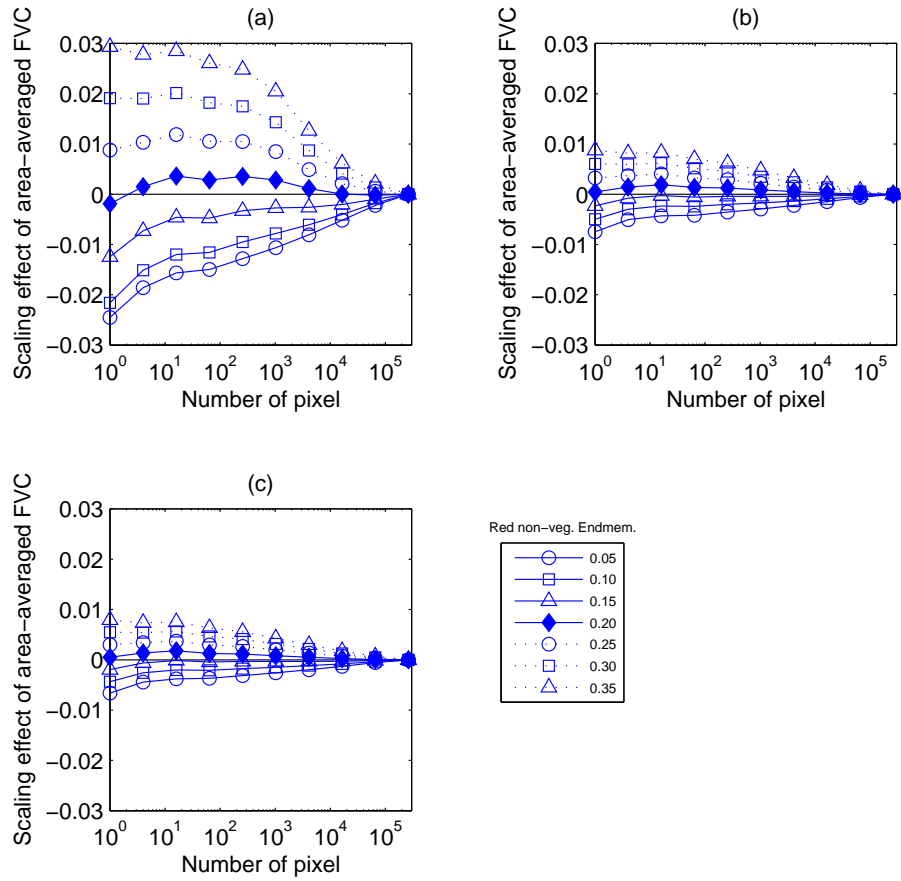 (a)
Scaling effect of area-averaged FVC
0.03
0.02
0.01
0
−0.01
−0.02
−0.03
10^0 10^1 10^2 10^3 10^4 10^5
Number of pixel
(b)
Scaling effect of area-averaged FVC
0.03
0.02
0.01
0
−0.01
−0.02
−0.03
10^0 10^1 10^2 10^3 10^4 10^5
Number of pixel
(c)
Scaling effect of area-averaged FVC
0.03
0.02
0.01
0
−0.01
−0.02
−0.03
10^0 10^1 10^2 10^3 10^4 10^5
Number of pixel
Red non-veg. Endmem.
0.05
0.10
0.15
0.20
0.25
0.30
0.35